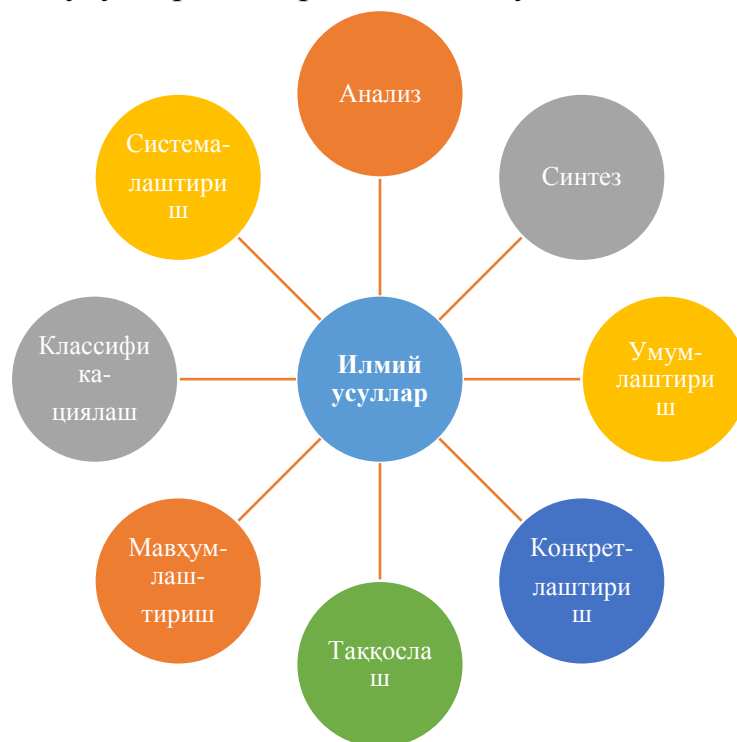 Анализ
Синтез
Умум-
лаштири
ш
Конкрет-
лаштири
ш
Таққосла
ш
Мавҳум-
лаш-
тириш
Классифи
ка-
циялаш
Система-
лаштири
ш
Илмий
усуллар